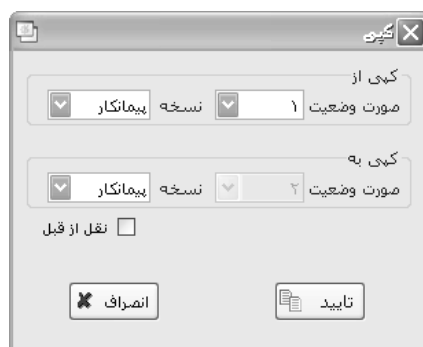 کپی
کپی از
صورت وضعیت ۱ نسخه پیمانکار
کپی به
صورت وضعیت ۲ نسخه پیمانکار
نقل از قبل
تایید انصراف